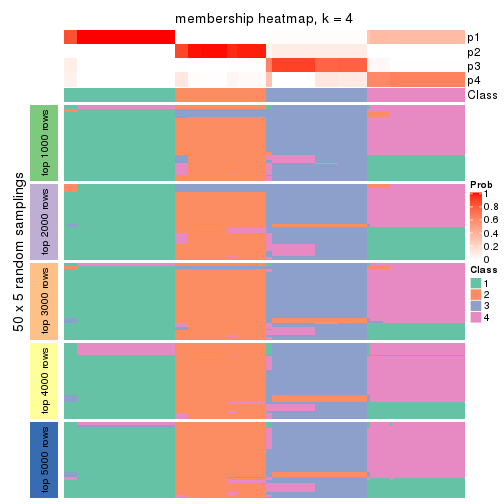 membership heatmap, k = 4
p1
p2
p3
p4
Class
50 x 5 random samplings
top 1000 rows
top 2000 rows
top 3000 rows
top 4000 rows
top 5000 rows
Prob
1
0.8
0.6
0.4
0.2
0
Class
1
2
3
4